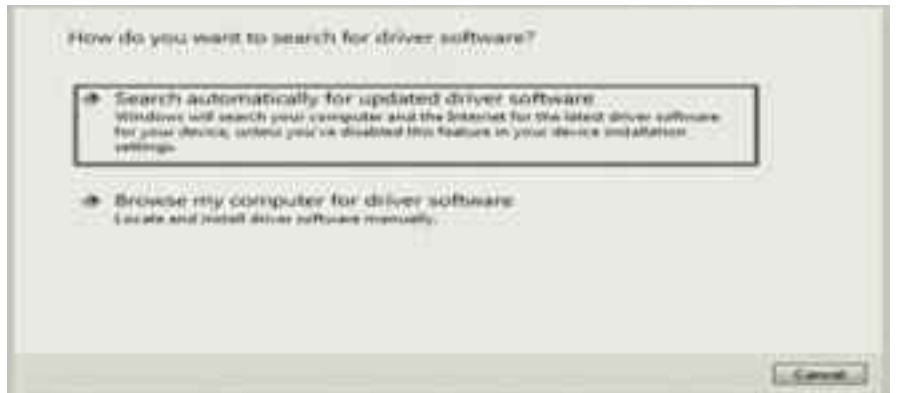 How do you want to search for driver software?
Search automatically for updated driver software
Windows will search your computer and the Internet for the latest driver software
for your device, unless you've disabled this feature in your device installation
settings.
Browse my computer for driver software
Locate and install driver software manually.
Cancel